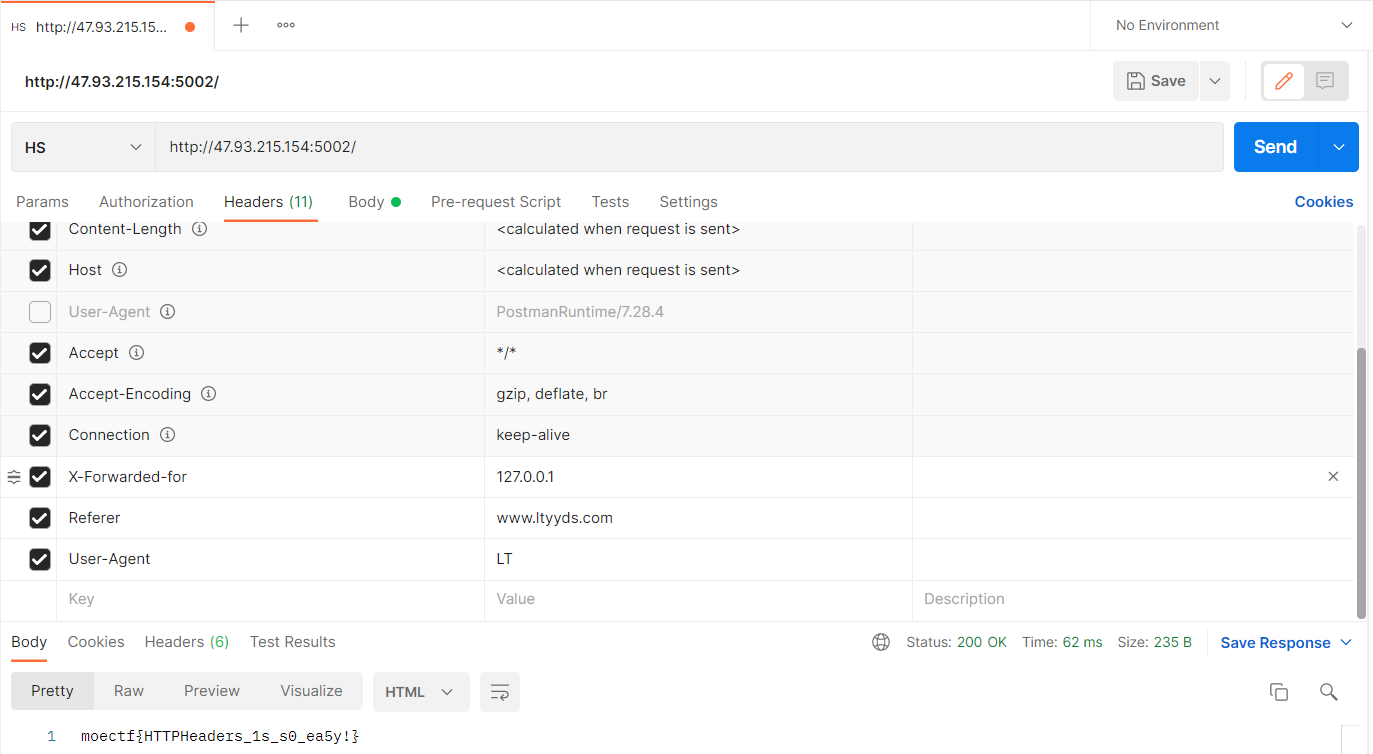 HS http://47.93.215.15... No Environment
http://47.93.215.154:5002/ Save
HS http://47.93.215.154:5002/ Send
Params Authorization Headers (11) Body Pre-request Script Tests Settings Cookies
Content-Length <calculated when request is sent>
Host <calculated when request is sent>
User-Agent PostmanRuntime/7.28.4
Accept */*
Accept-Encoding gzip, deflate, br
Connection keep-alive
X-Forwarded-for 127.0.0.1
Referer www.ltyyds.com
User-Agent LT
Key Value Description
Body Cookies Headers (6) Test Results Status: 200 OK Time: 62 ms Size: 235 B Save Response
Pretty Raw Preview Visualize HTML
1 moectf{HTTPHeaders_1s_s0_ea5y!}